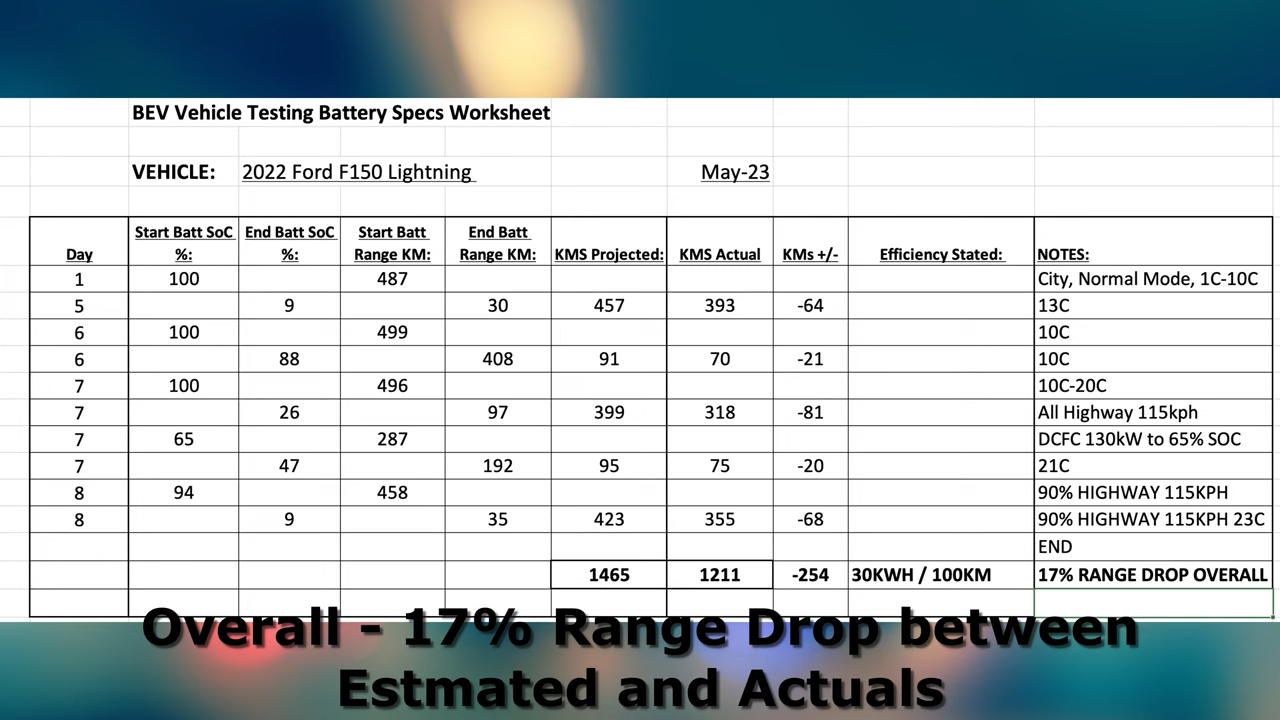 BEV Vehicle Testing Battery Specs Worksheet
VEHICLE: 2022 Ford F150 Lightning May-23
Day Start Batt SoC %: End Batt SoC %: Start Batt Range KM: End Batt Range KM: KMS Projected: KMS Actual KMs +/- Efficiency Stated: NOTES:
1 100 487 City, Normal Mode, 1C-10C
5 9 30 457 393 -64 13C
6 100 499 10C
6 88 408 91 70 -21 10C
7 100 496 10C-20C
7 26 97 399 318 -81 All Highway 115kph
7 65 287 DCFC 130kW to 65% SOC
7 47 192 95 75 -20 21C
8 94 458 90% HIGHWAY 115KPH
8 9 35 423 355 -68 90% HIGHWAY 115KPH 23C
END
1465 1211 -254 30KWH / 100KM 17% RANGE DROP OVERALL
Overall - 17% Range Drop between
Estmated and Actuals